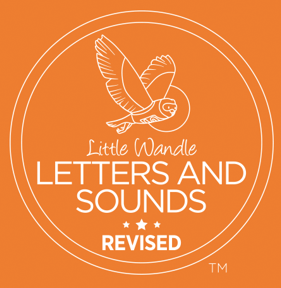 Little Wandle
LETTERS AND
SOUNDS
REVISED
TM